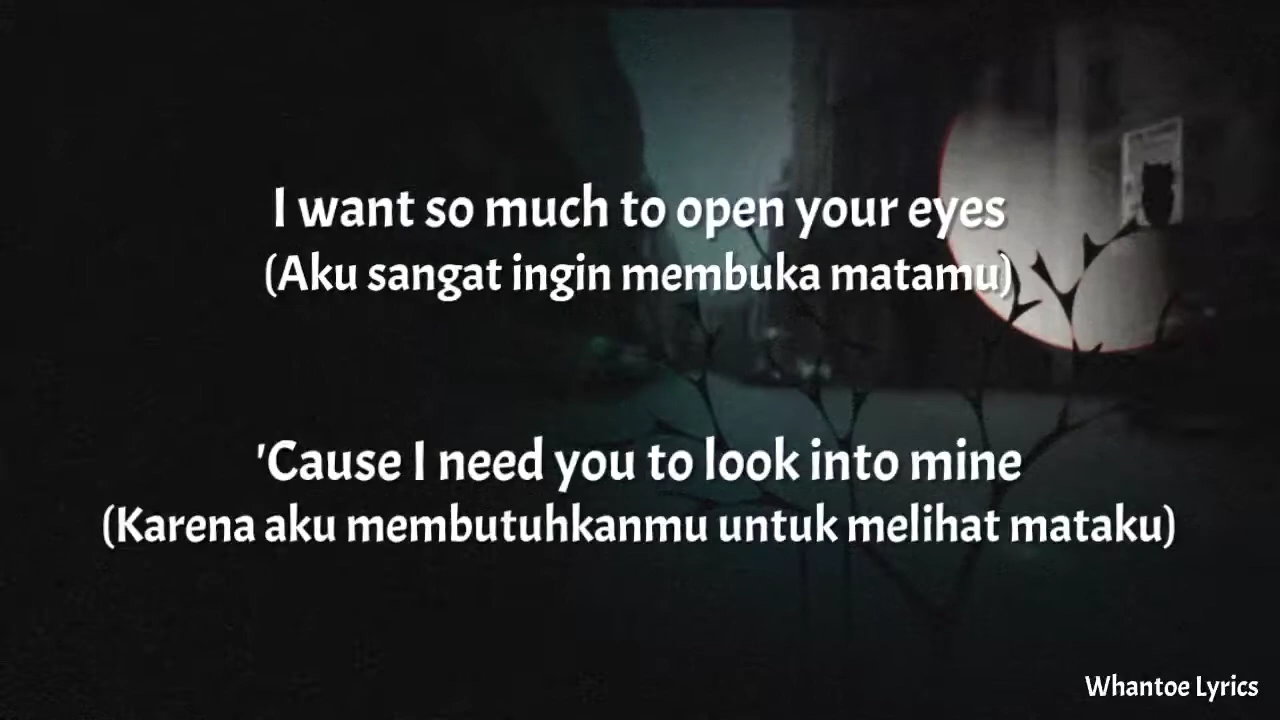 I want so much to open your eyes
(Aku sangat ingin membuka matamu)
'Cause I need you to look into mine
(Karena aku membutuhkanmu untuk melihat mataku)
Whantoe Lyrics